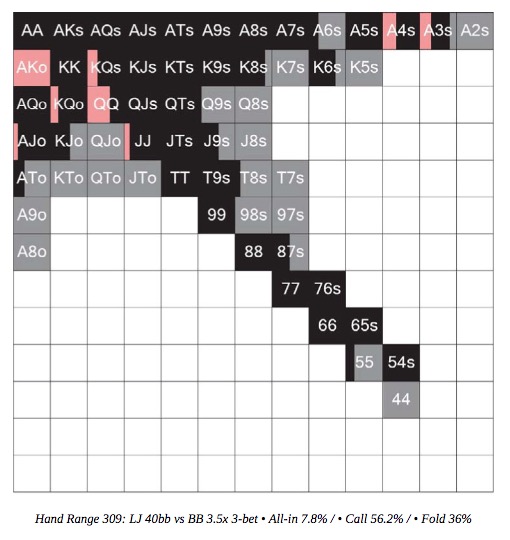 AA AKs AQs AJs ATs A9s A8s A7s A6s A5s A4s A3s A2s
AKo KK KQs KJs KTs K9s K8s K7s K6s K5s
AQo KQo QQ QJs QTs Q9s Q8s
AJo KJo QJo JJ JTs J9s J8s
ATo KTo QTo JTo TT T9s T8s T7s
A9o 99 98s 97s
A8o 88 87s
77 76s
66 65s
55 54s
44
Hand Range 309: LJ 40bb vs BB 3.5x 3-bet • All-in 7.8% / • Call 56.2% / • Fold 36%